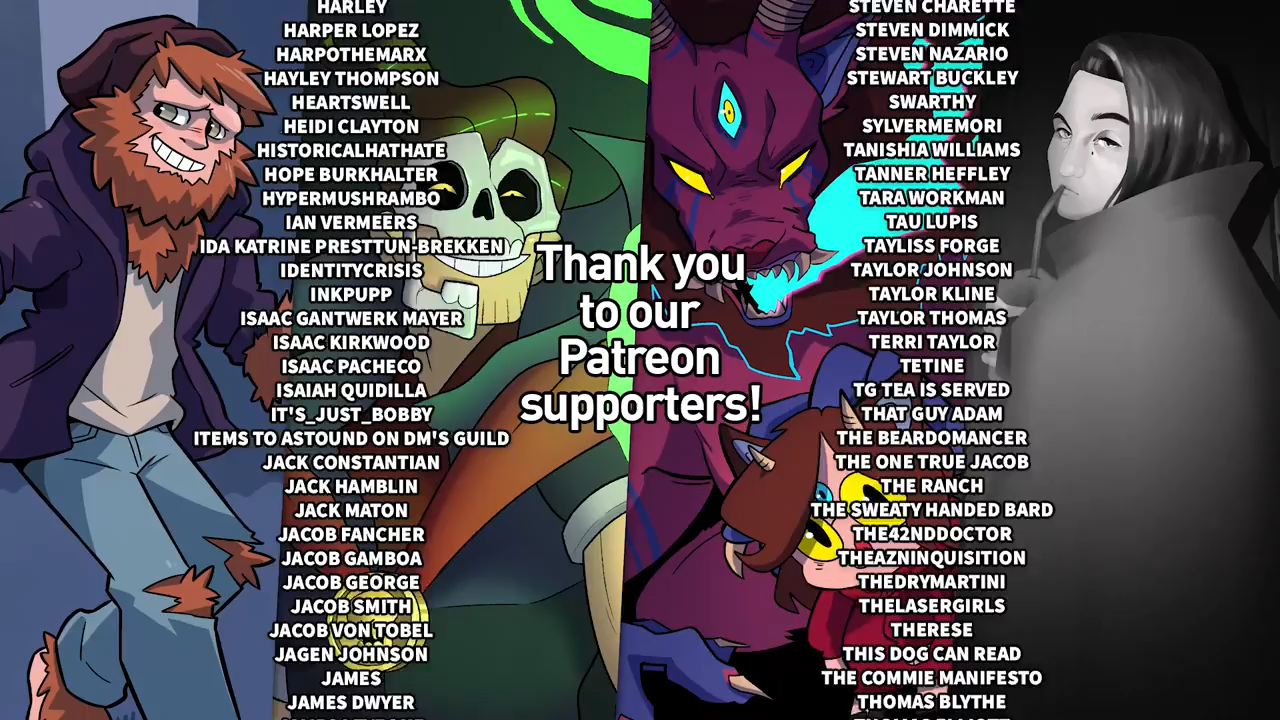 HARLEY
HARPER LOPEZ
HARPOTHEMARX
HAYLEY THOMPSON
HEARTSWELL
HEIDI CLAYTON
HISTORICALHATHATE
HOPE BURKHALTER
HYPERMUSHRAMBO
IAN VERMEERS
IDA KATRINE PRESTTUN-BREKKEN
IDENTITYCRISIS
INKPUPP
ISAAC GANTWERK MAYER
ISAAC KIRKWOOD
ISAAC PACHECO
ISAIAH QUIDILLA
IT'S_JUST_BOBBY
ITEMS TO ASTOUND ON DM'S GUILD
JACK CONSTANTIAN
JACK HAMBLIN
JACK MATON
JACOB FANCHER
JACOB GAMBOA
JACOB GEORGE
JACOB SMITH
JACOB VON TOBEL
JAGEN JOHNSON
JAMES
JAMES DWYER
Thank you
to our
Patreon
supporters!
STEVEN CHARETTE
STEVEN DIMMICK
STEVEN NAZARIO
STEWART BUCKLEY
SWARTHY
SYLVERMEMORI
TANISHIA WILLIAMS
TANNER HEFFLEY
TARA WORKMAN
TAU LUPIS
TAYLISS FORGE
TAYLOR JOHNSON
TAYLOR KLINE
TAYLOR THOMAS
TERRI TAYLOR
TETINE
TG TEA IS SERVED
THAT GUY ADAM
THE BEARDOMANCER
THE ONE TRUE JACOB
THE RANCH
THE SWEATY HANDED BARD
THE42NDDOCTOR
THEAZNINQUISITION
THEDRYMARTINI
THELASERGIRLS
THERESE
THIS DOG CAN READ
THE COMMIE MANIFESTO
THOMAS BLYTHE